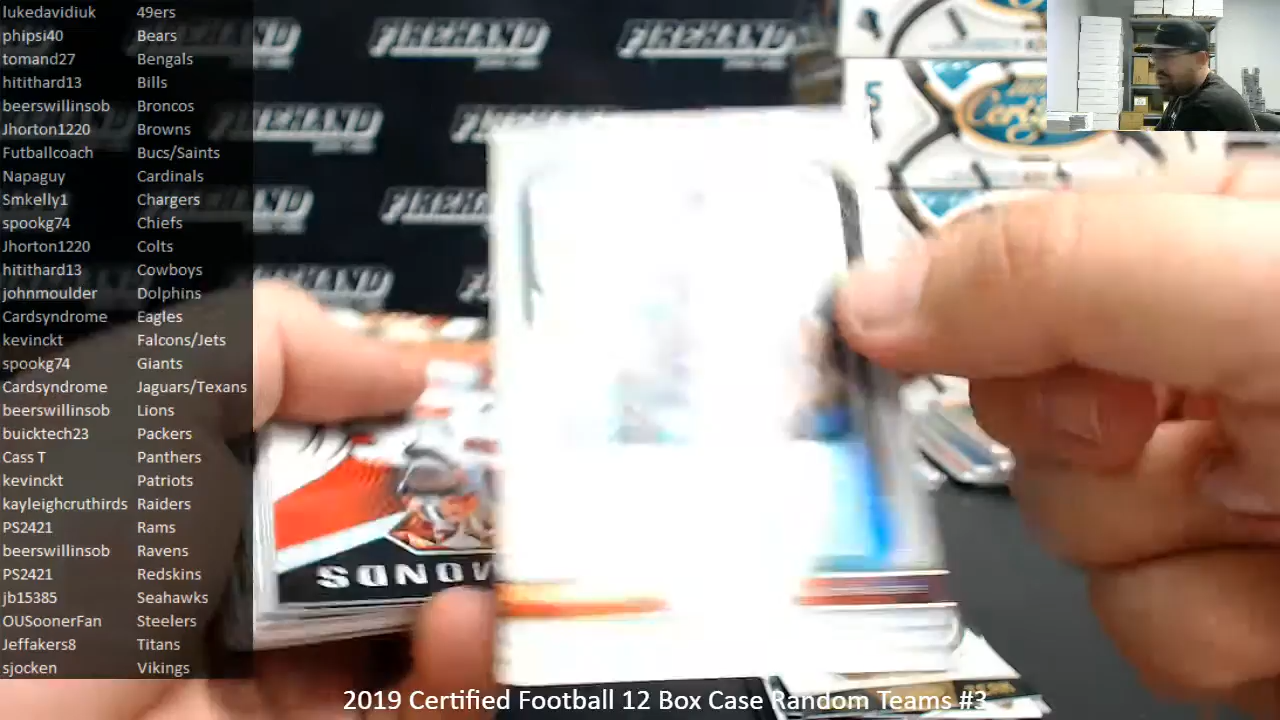 lukedavidiuk 49ers
phipsi40 Bears
tomand27 Bengals
hitithard13 Bills
beerswillinsob Broncos
Jhorton1220 Browns
Futballcoach Bucs/Saints
Napaguy Cardinals
Smkelly1 Chargers
spookg74 Chiefs
Jhorton1220 Colts
hitithard13 Cowboys
johnmoulder Dolphins
Cardsyndrome Eagles
kevinckt Falcons/Jets
spookg74 Giants
Cardsyndrome Jaguars/Texans
beerswillinsob Lions
buicktech23 Packers
Cass T Panthers
kevinckt Patriots
kayleighcruthirds Raiders
PS2421 Rams
beerswillinsob Ravens
PS2421 Redskins
jb15385 Seahawks
OUSoonerFan Steelers
Jeffakers8 Titans
sjocken Vikings
FIREHAND FIREHAND
FIREHAND
FIREHAND
4
5
2019 Certified Football 12 Box Case Random Teams #3